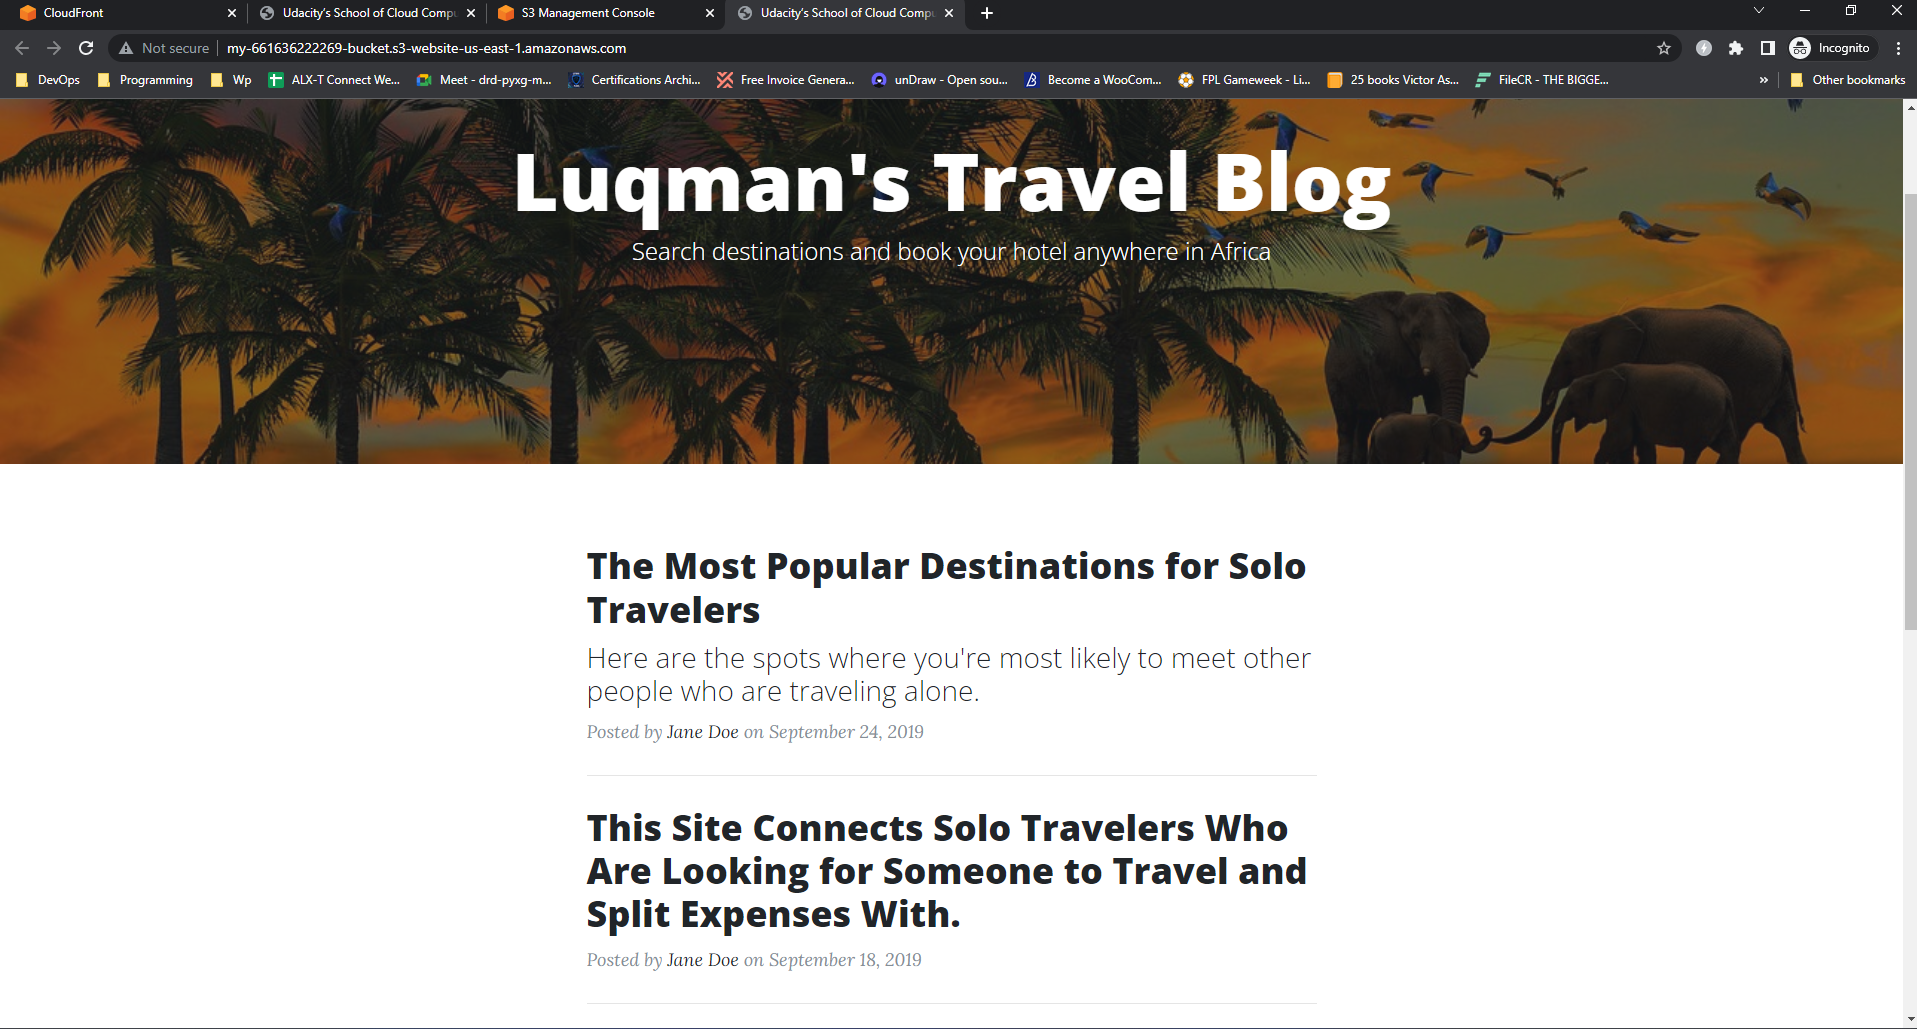 CloudFront
Udacity's School of Cloud Compu
S3 Management Console
Udacity's School of Cloud Compu
Not secure
my-661636222269-bucket.s3-website-us-east-1.amazonaws.com
Incognito
DevOps
Programming
Wp
ALX-T Connect We...
Meet - drd-pyxg-m...
Certifications Archi...
Free Invoice Genera...
unDraw - Open sou...
Become a WooCom...
FPL Gameweek - Li...
25 books Victor As...
FileCR - THE BIGGE...
»
Other bookmarks
Luqman's Travel Blog
Search destinations and book your hotel anywhere in Africa
The Most Popular Destinations for Solo
Travelers
Here are the spots where you're most likely to meet other
people who are traveling alone.
Posted by Jane Doe on September 24, 2019
This Site Connects Solo Travelers Who
Are Looking for Someone to Travel and
Split Expenses With.
Posted by Jane Doe on September 18, 2019